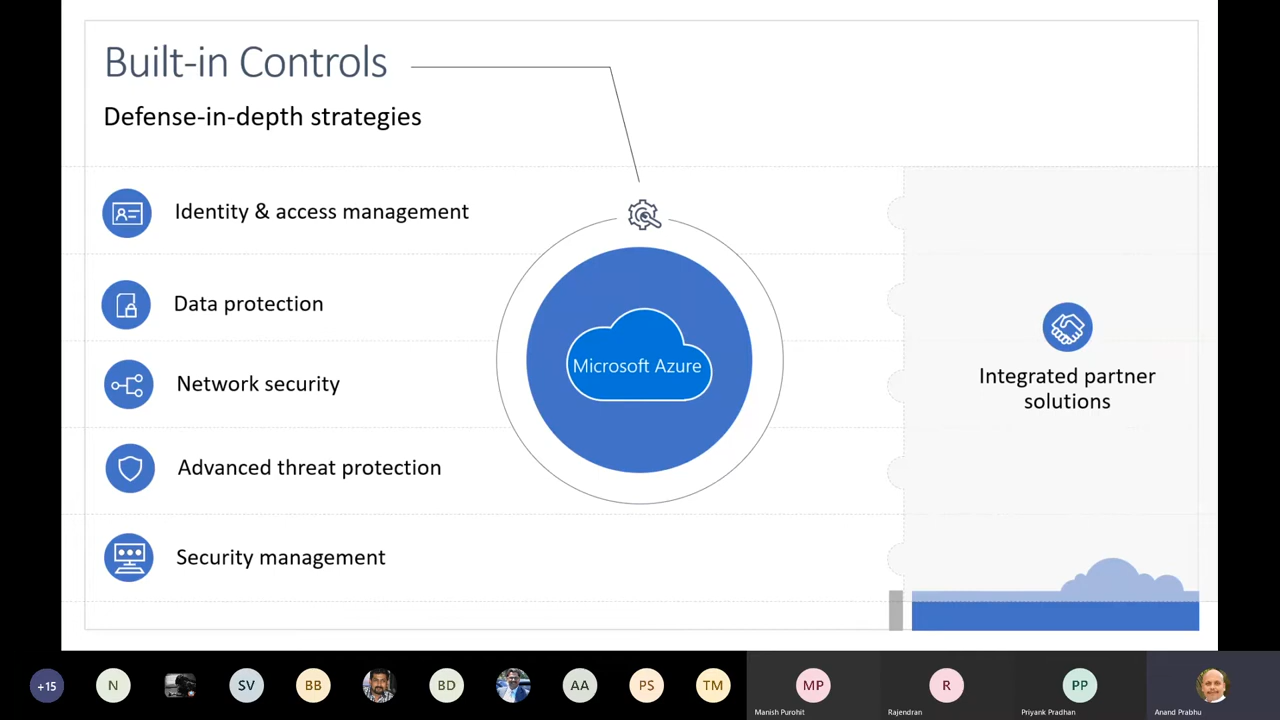 Built-in Controls
Defense-in-depth strategies
Identity & access management
Data protection
Network security
Advanced threat protection
Security management
Microsoft Azure
Integrated partner
solutions
+15
N
SV
BB
BD
AA
PS
TM
MP
Manish Purohit
R
Rajendran
PP
Priyank Pradhan
Anand Prabhu